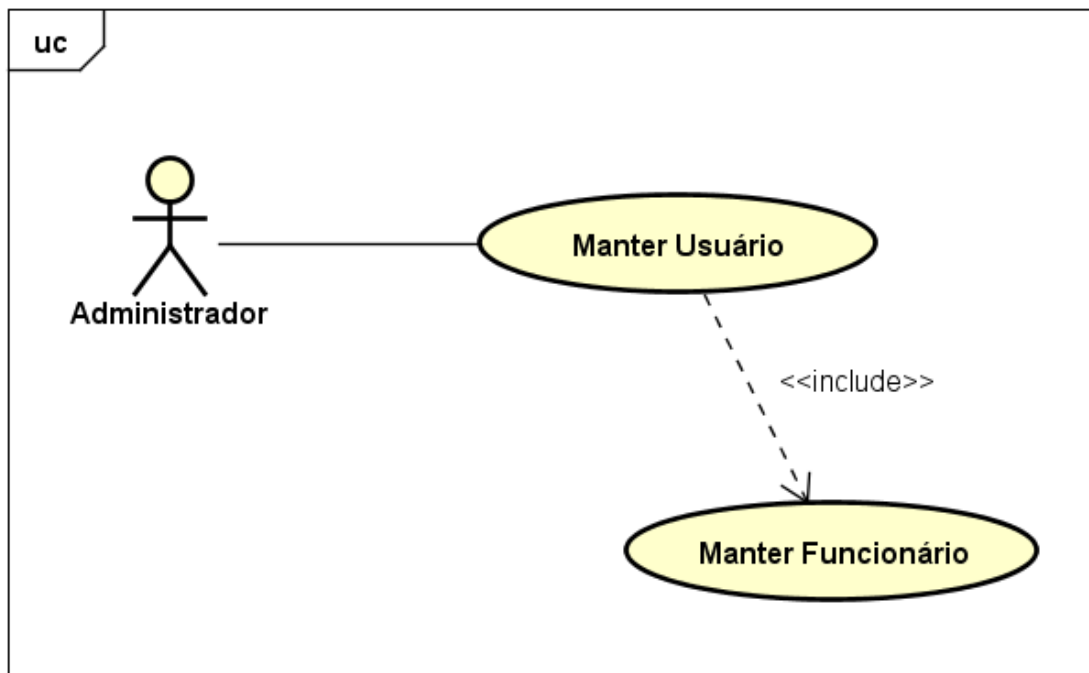 uc
Manter Usuário
Administrador
<<include>>
Manter Funcionário